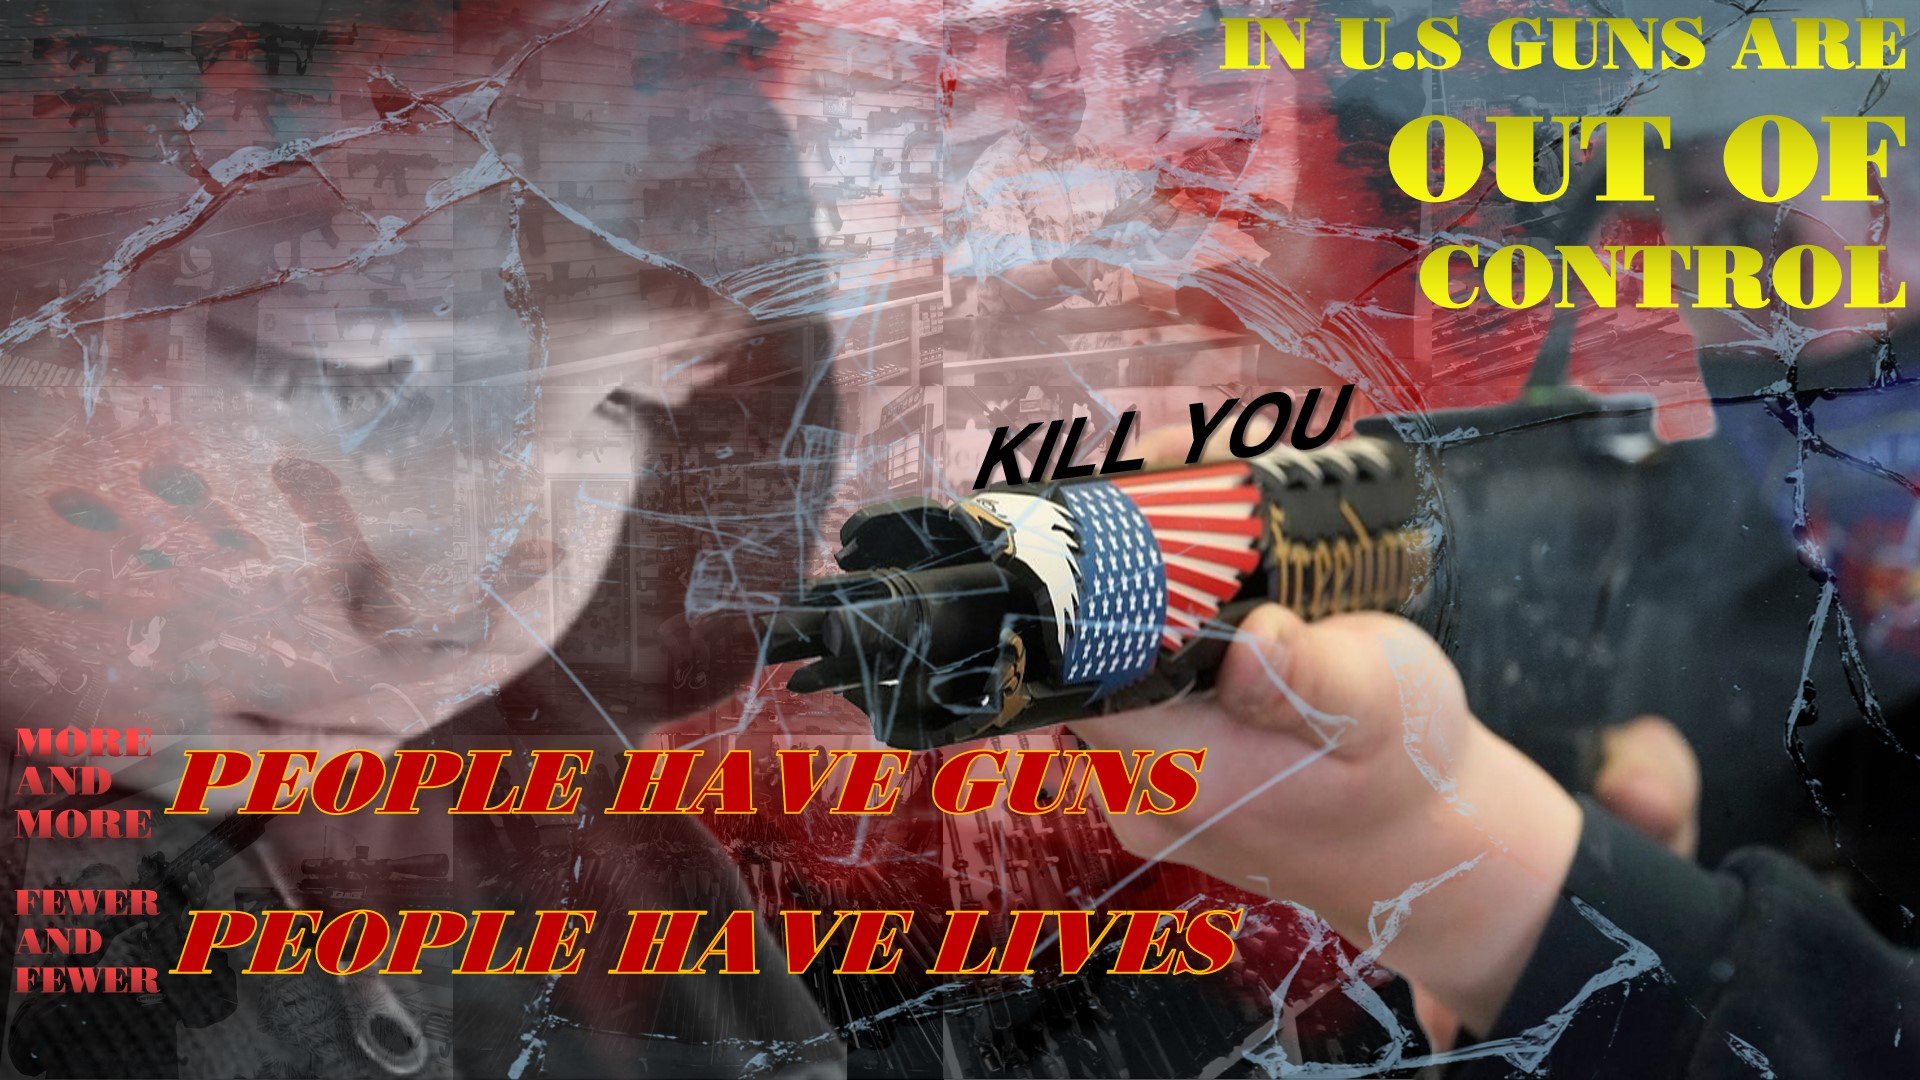 IN U.S GUNS ARE
OUT OF
CONTROL
KILL YOU
freedom
MORE
AND
MORE
PEOPLE HAVE GUNS
FEWER
AND
FEWER
PEOPLE HAVE LIVES